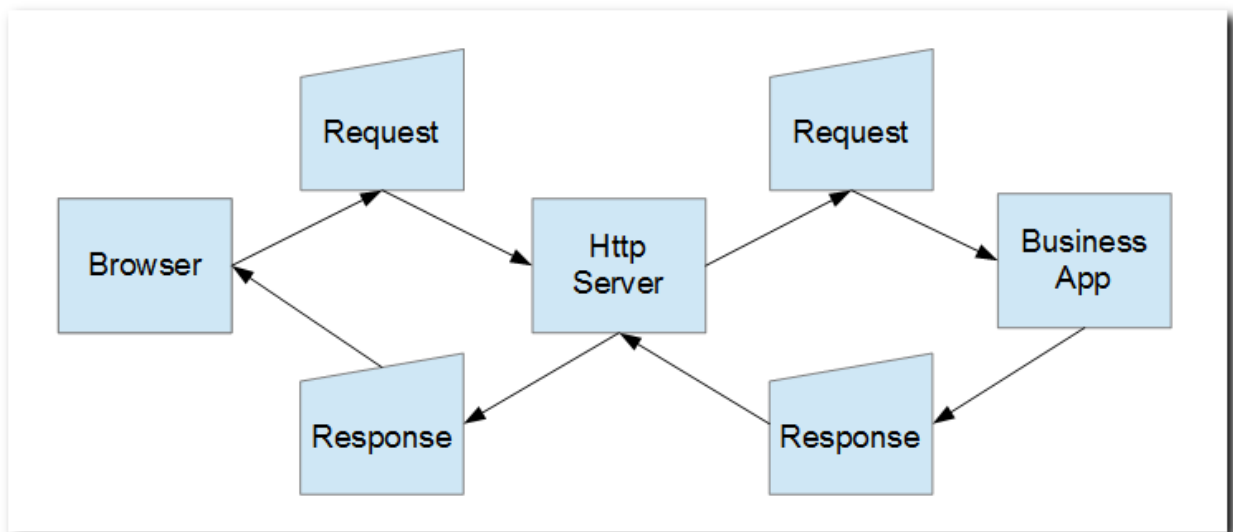 Request
Request
Browser
Http
Server
Business
App
Response
Response